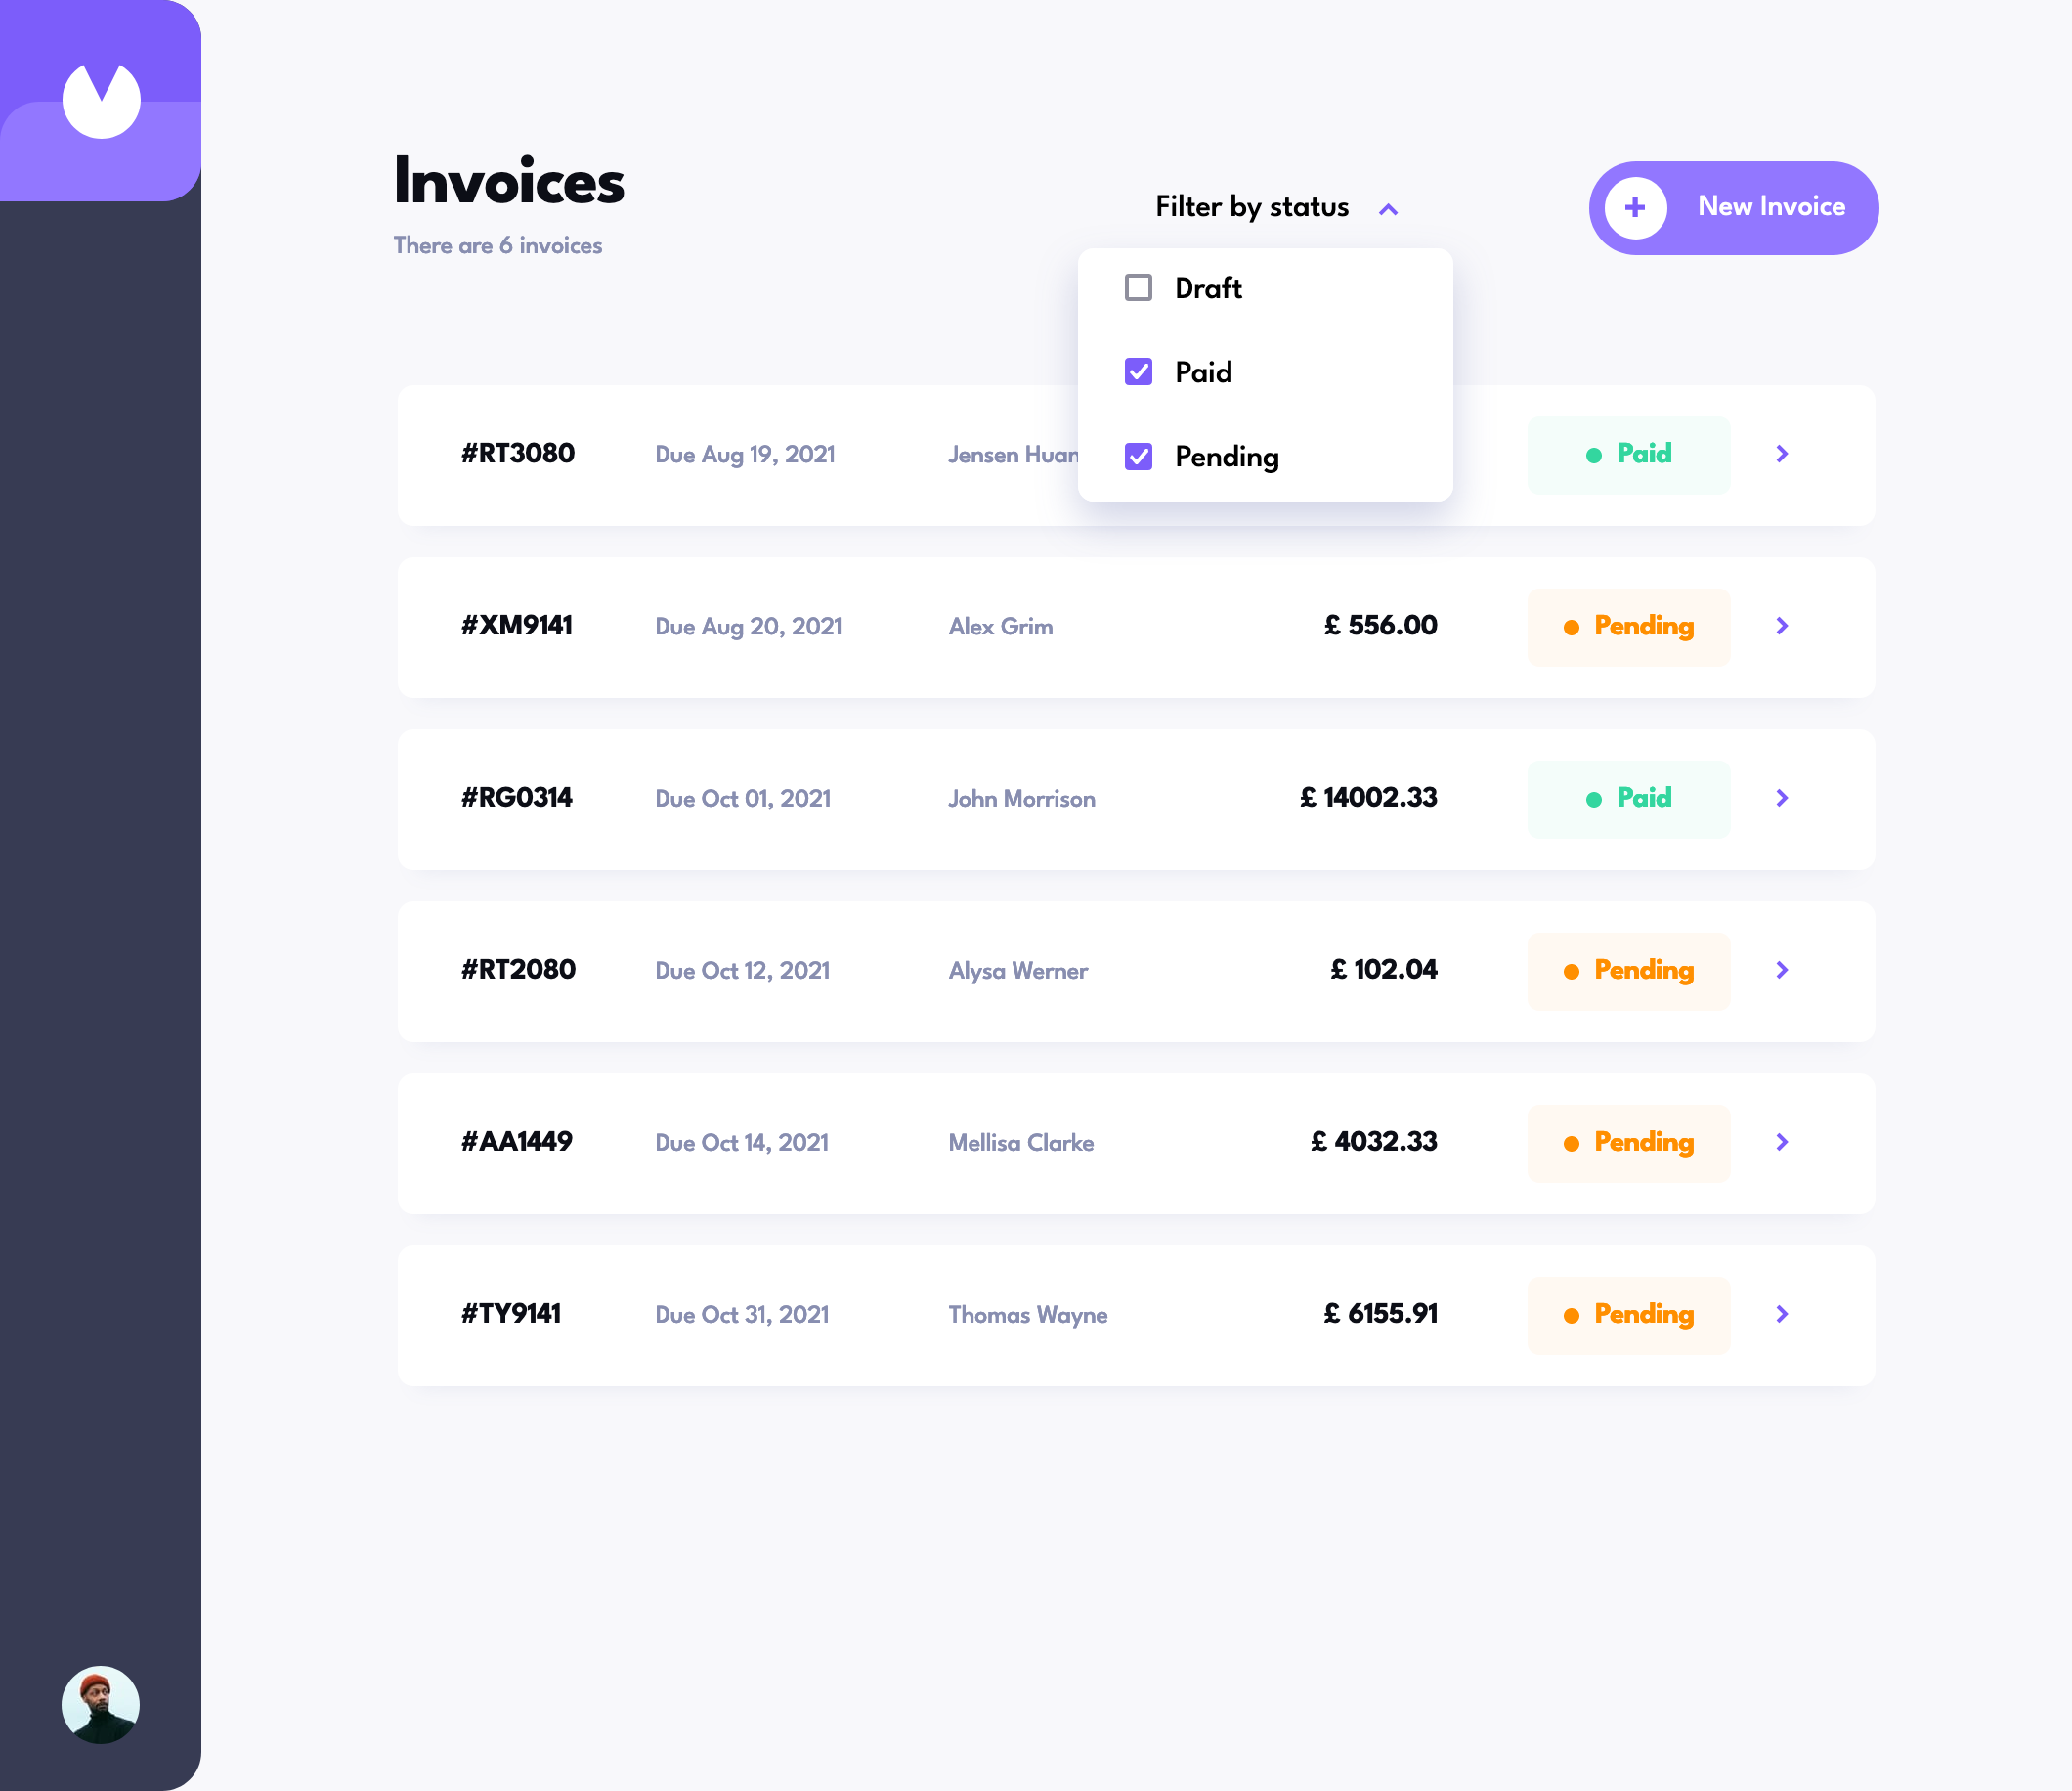 Invoices
There are 6 invoices
Filter by status
New Invoice
Draft
Paid
Pending
#RT3080 Due Aug 19, 2021 Jensen Paid
#XM9141 Due Aug 20, 2021 Alex Grim £ 556.00 Pending
#RG0314 Due Oct 01, 2021 John Morrison £ 14002.33 Paid
#RT2080 Due Oct 12, 2021 Alysa Werner £ 102.04 Pending
#AA1449 Due Oct 14, 2021 Mellisa Clarke £ 4032.33 Pending
#TY9141 Due Oct 31, 2021 Thomas Wayne £ 6155.91 Pending